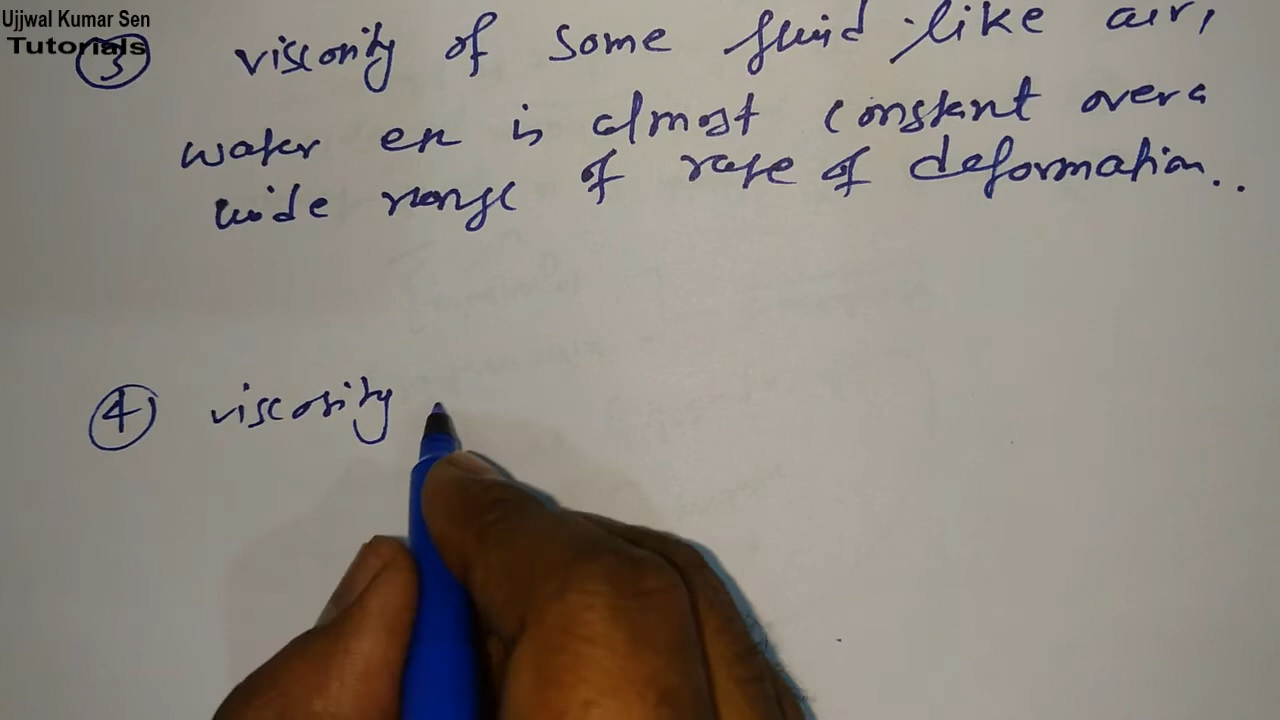 Ujjwal Kumar Sen
Tutorials
③ viscosity of some fluid like air,
water etc is almost constant over a
wide range of rate of deformation..
④ viscosity